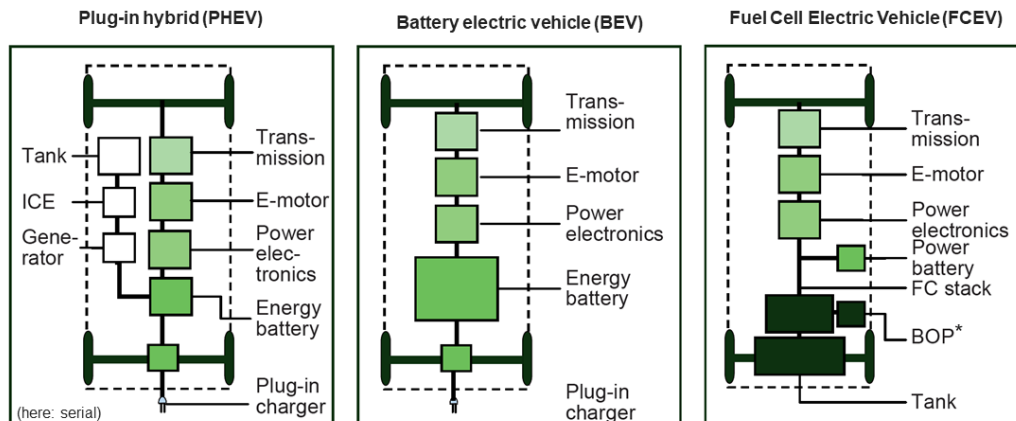 Plug-in hybrid (PHEV)
Tank
ICE
Gene-
rator
Trans-
mission
E-motor
Power
elec-
tronics
Energy
battery
Plug-in
charger
(here: serial)
Battery electric vehicle (BEV)
Trans-
mission
E-motor
Power
electronics
Energy
battery
Plug-in
charger
Fuel Cell Electric Vehicle (FCEV)
Trans-
mission
E-motor
Power
electronics
Power
battery
FC stack
BOP*
Tank